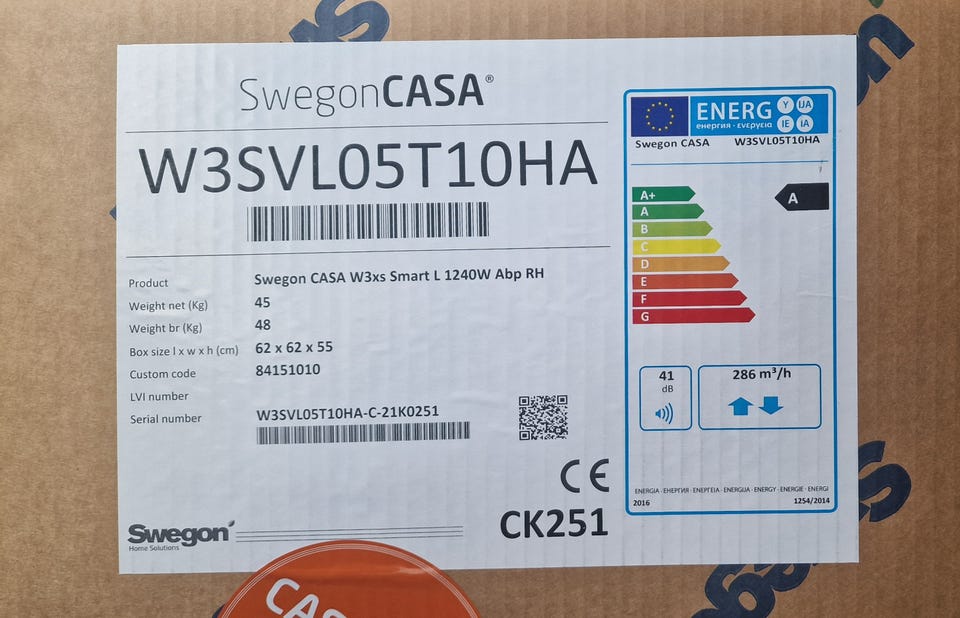 SwegonCASA®
W3SVL05T10HA
Product Swegon CASA W3xs Smart L 1240W Abp RH
Weight net (Kg) 45
Weight br (Kg) 48
Box size l x w x h (cm) 62 x 62 x 55
Custom code 84151010
LVI number
Serial number W3SVL05T10HA-C-21K0251
CE
CK251
Swegon
Home Solutions
ENERG
енергия · ενεργεια
Y IJA
IE IA
Swegon CASA W3SVL05T10HA
A+
A
B
C
D
E
F
G
A
41
dB
286 m³/h
ENERGIA · ЕНЕРГИЯ · ΕΝΕΡΓΕΙΑ · ENERGIJA · ENERGY · ENERGIE · ENERGI
2016 1254/2014
CAS